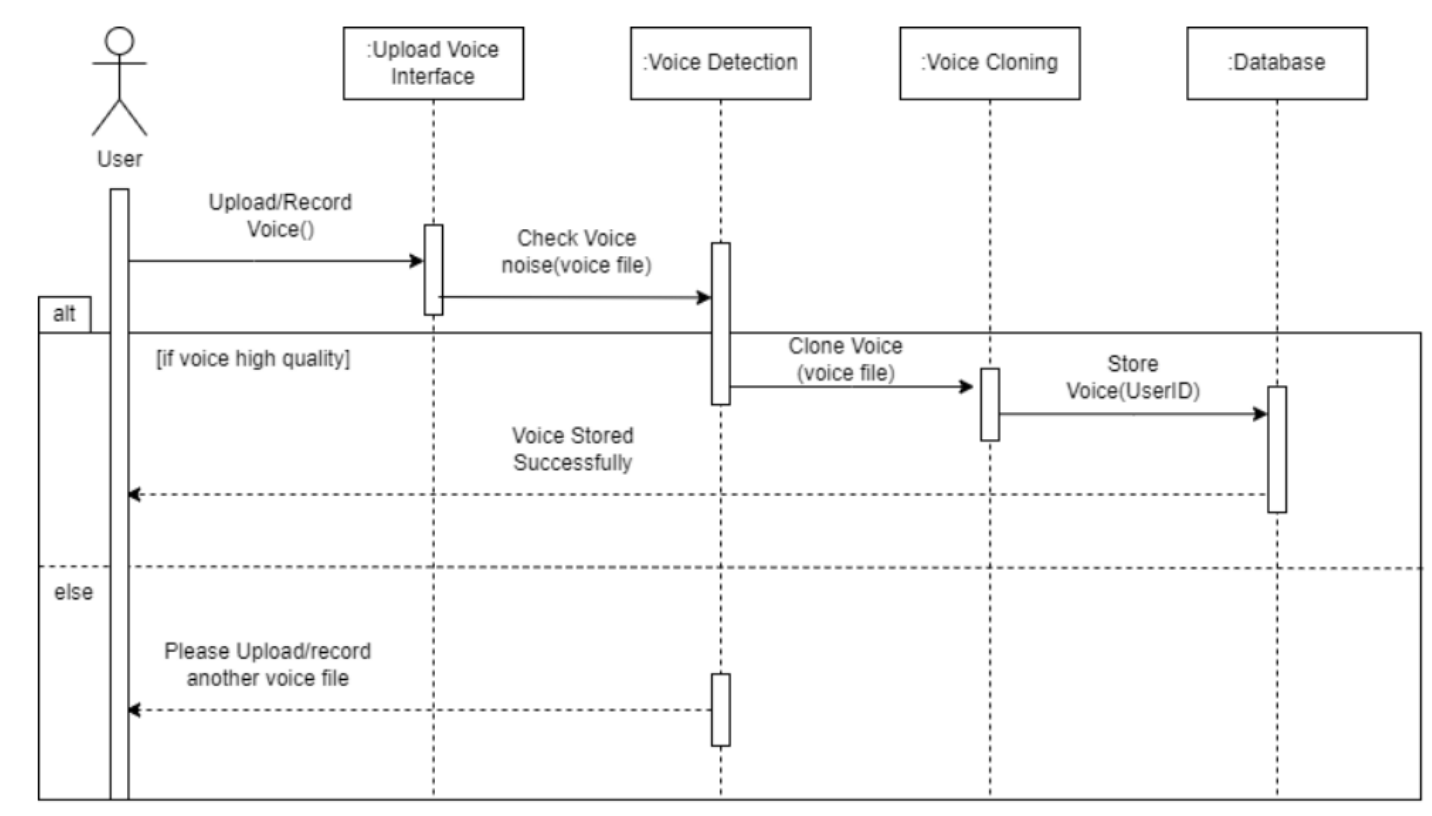 :Upload Voice
Interface
:Voice Detection
:Voice Cloning
:Database
User
Upload/Record
Voice()
Check Voice
noise(voice file)
alt
[if voice high quality]
Clone Voice
(voice file)
Store
Voice(UserID)
Voice Stored
Successfully
else
Please Upload/record
another voice file